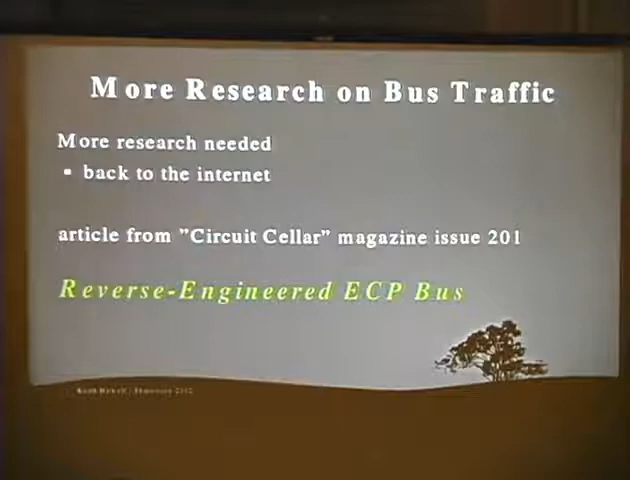 More Research on Bus Traffic
More research needed
▪ back to the internet
article from "Circuit Cellar" magazine issue 201
Reverse-Engineered ECP Bus